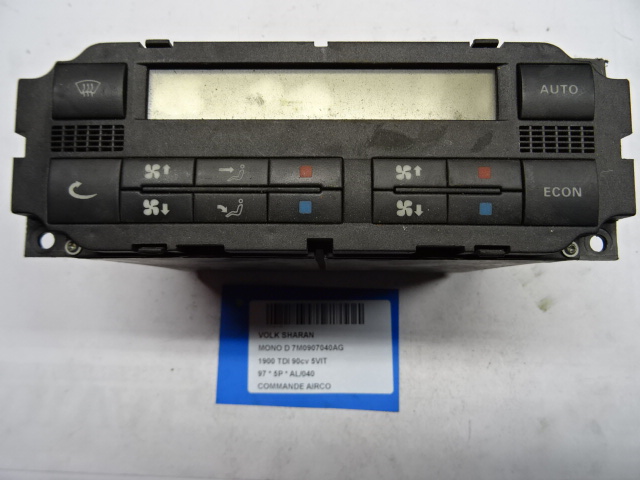 AUTO
ECON
VOLK SHARAN
MONO D 7M0907040AG
1900 TDI 90cv 5VIT
97 * 5P * AL/040
COMMANDE AIRCO